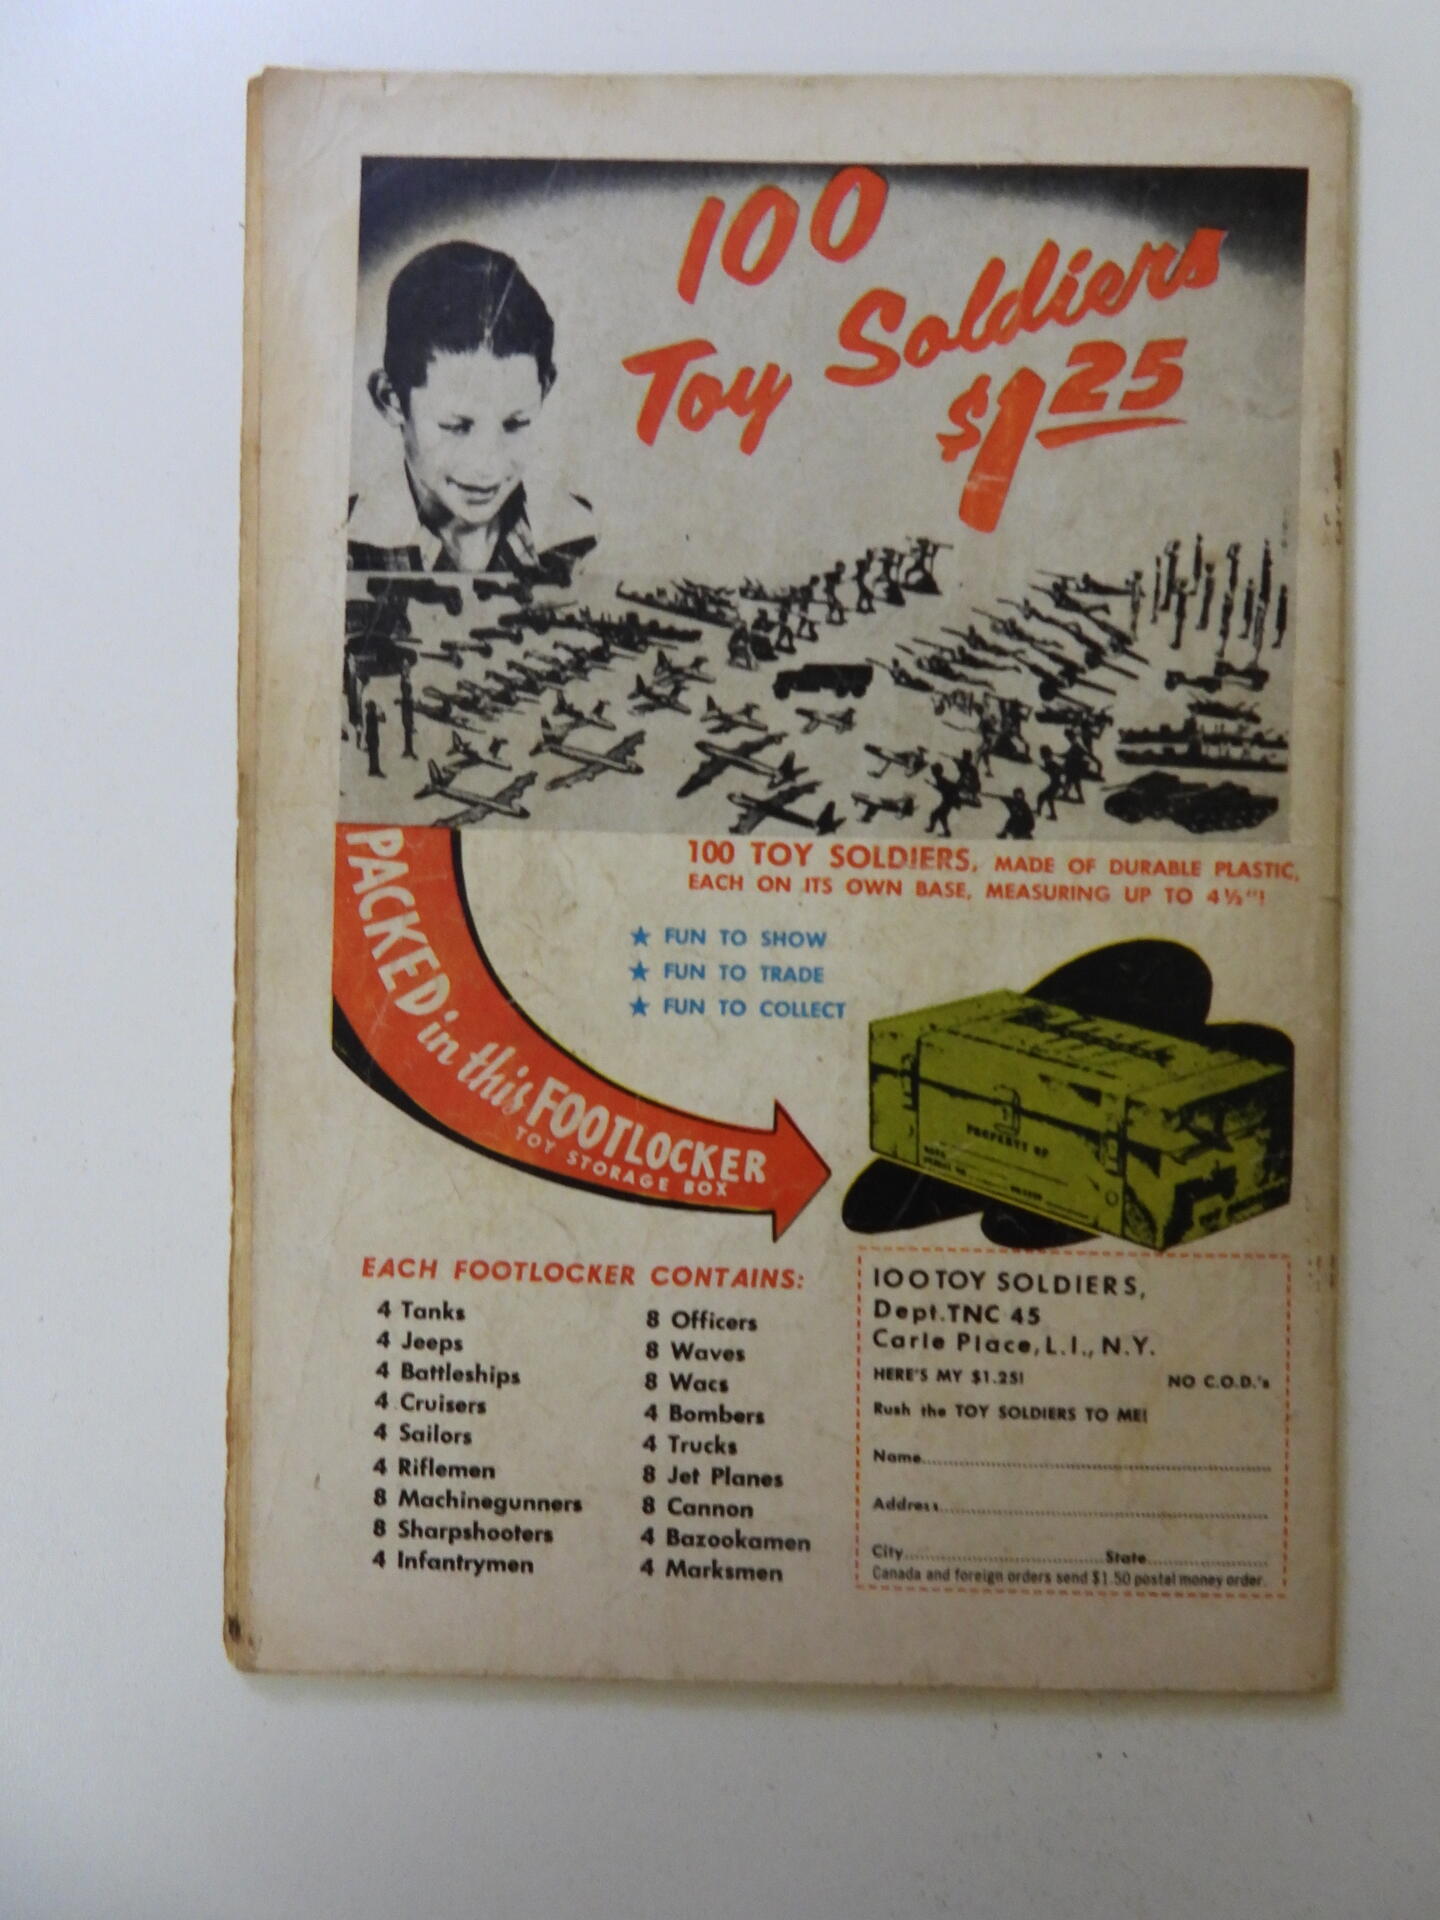 100
Toy Soldiers
$1.25
100 TOY SOLDIERS, MADE OF DURABLE PLASTIC,
EACH ON ITS OWN BASE, MEASURING UP TO 4½"!
★ FUN TO SHOW
★ FUN TO TRADE
★ FUN TO COLLECT
PACKED in this FOOTLOCKER
TOY STORAGE BOX
PROPERTY OF
EACH FOOTLOCKER CONTAINS:
4 Tanks
4 Jeeps
4 Battleships
4 Cruisers
4 Sailors
4 Riflemen
8 Machinegunners
8 Sharpshooters
4 Infantrymen
8 Officers
8 Waves
8 Wacs
4 Bombers
4 Trucks
8 Jet Planes
8 Cannon
4 Bazookamen
4 Marksmen
100 TOY SOLDIERS,
Dept. TNC 45
Carle Place, L.I., N.Y.
HERE'S MY $1.25! NO C.O.D.'s
Rush the TOY SOLDIERS TO ME!
Name
Address
City State
Canada and foreign orders send $1.50 postal money order.